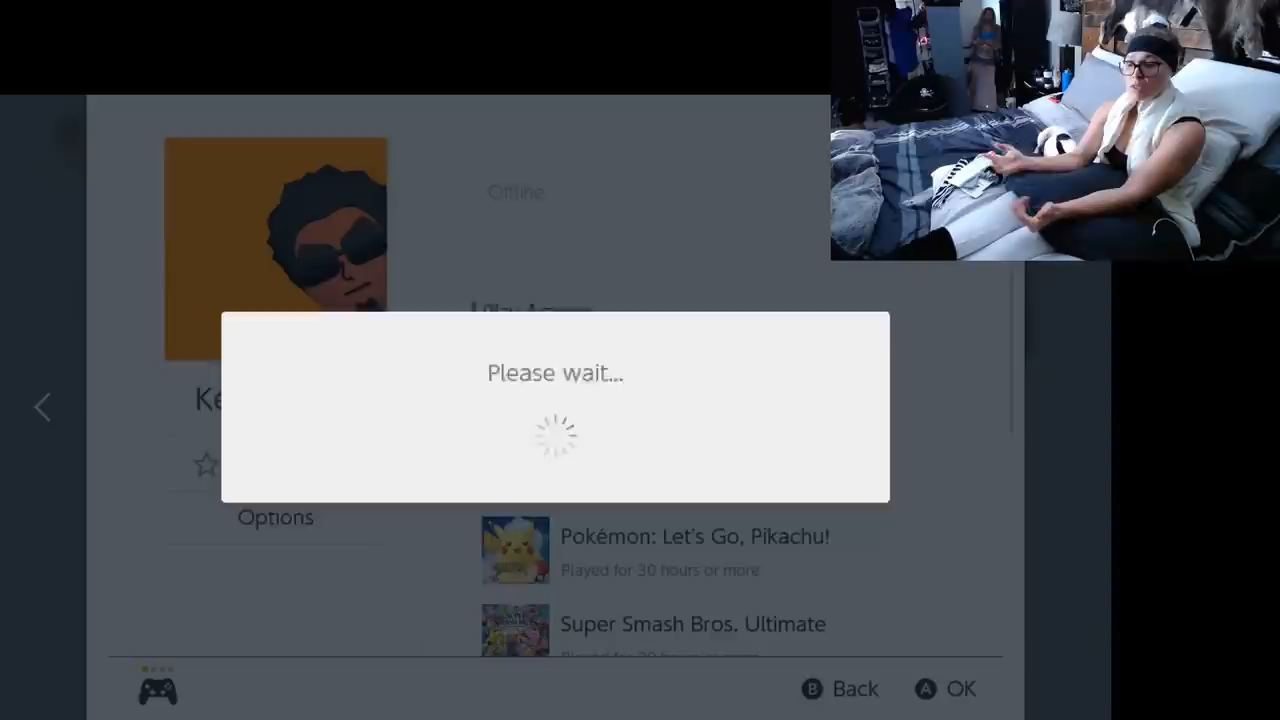 Offline
Please wait...
Options
Pokémon: Let's Go, Pikachu!
Played for 30 hours or more
Super Smash Bros. Ultimate
B Back
A OK